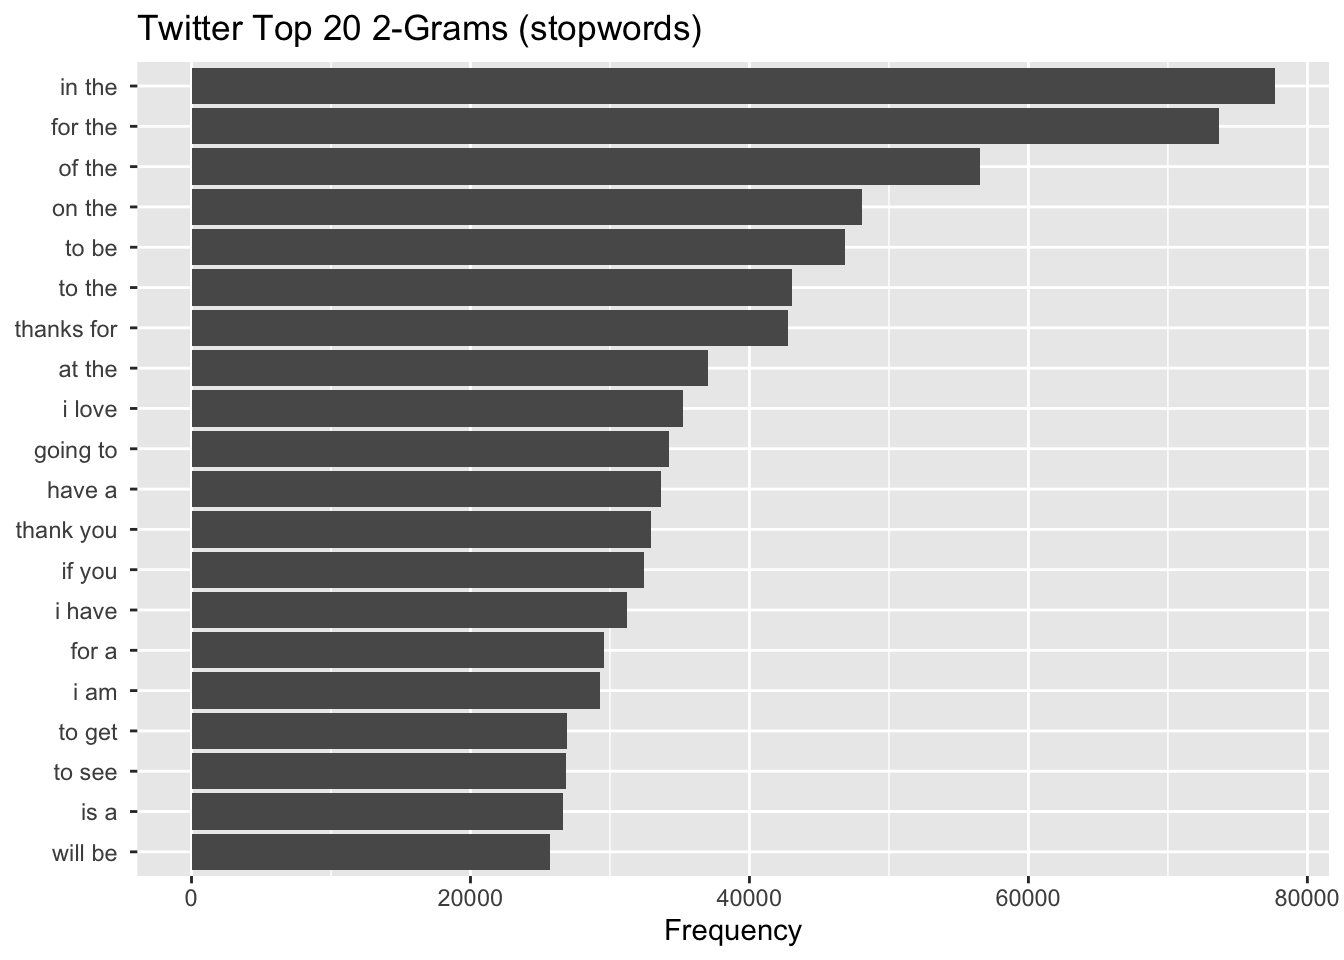 Twitter Top 20 2-Grams (stopwords)
in the
for the
of the
on the
to be
to the
thanks for
at the
i love
going to
have a
thank you
if you
i have
for a
i am
to get
to see
is a
will be
0 20000 40000 60000 80000
Frequency